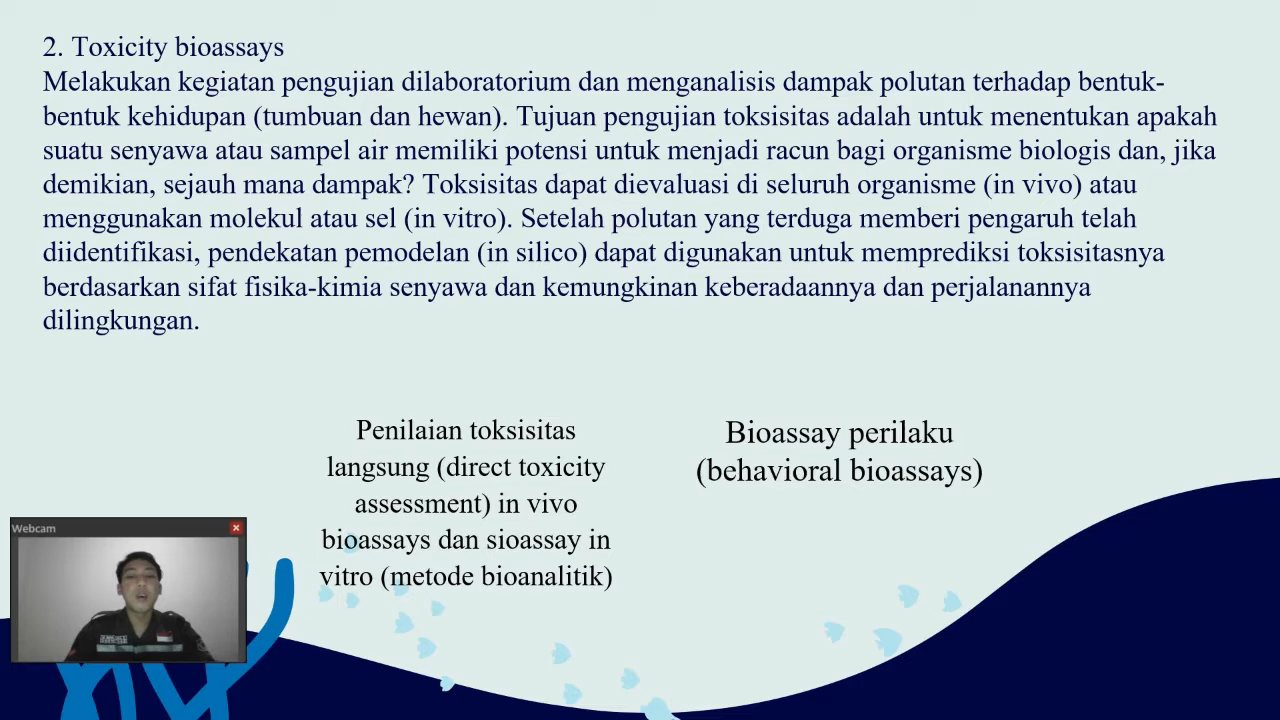 2. Toxicity bioassays
Melakukan kegiatan pengujian dilaboratorium dan menganalisis dampak polutan terhadap bentuk-
bentuk kehidupan (tumbuan dan hewan). Tujuan pengujian toksisitas adalah untuk menentukan apakah
suatu senyawa atau sampel air memiliki potensi untuk menjadi racun bagi organisme biologis dan, jika
demikian, sejauh mana dampak? Toksisitas dapat dievaluasi di seluruh organisme (in vivo) atau
menggunakan molekul atau sel (in vitro). Setelah polutan yang terduga memberi pengaruh telah
diidentifikasi, pendekatan pemodelan (in silico) dapat digunakan untuk memprediksi toksisitasnya
berdasarkan sifat fisika-kimia senyawa dan kemungkinan keberadaannya dan perjalanannya
dilingkungan.
Penilaian toksisitas
langsung (direct toxicity
assessment) in vivo
bioassays dan sioassay in
vitro (metode bioanalitik)
Bioassay perilaku
(behavioral bioassays)
Webcam